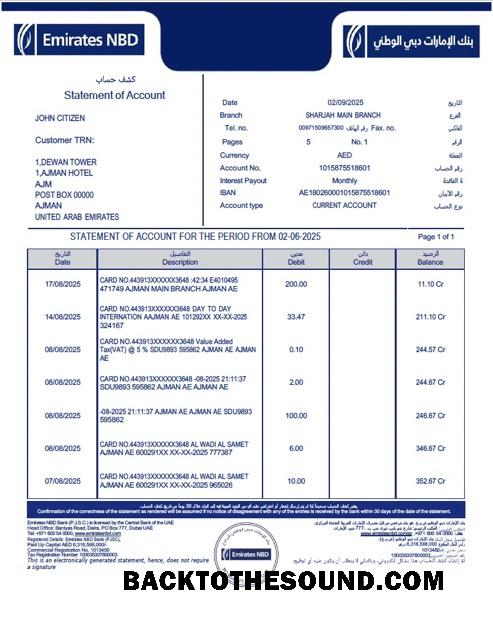 Emirates NBD
بنك الإمارات دبي الوطني
كشف حساب
Statement of Account
JOHN CITIZEN
Customer TRN:
1,DEWAN TOWER
1,AJMAN HOTEL
AJM
POST BOX 00000
AJMAN
UNITED ARAB EMIRATES
Date 02/09/2025 التاريخ
Branch SHARJAH MAIN BRANCH الفرع
Tel. no. 00971509657300 رقم الهاتف Fax. no. الفاكس
Pages 5 No. 1 الرقم
Currency AED العملة
Account No. 1015875518601 رقم الحساب
Interest Payout Monthly
IBAN AE180260001015875518601 رقم الآيبان
Account type CURRENT ACCOUNT نوع الحساب
STATEMENT OF ACCOUNT FOR THE PERIOD FROM 02-06-2025
Page 1 of 1
التاريخ التفاصيل مدين دائن الرصيد
Date Description Debit Credit Balance
17/08/2025 CARD NO.443913XXXXXX3648 :42:34 E4010495 200.00 11.10 Cr
471749 AJMAN MAIN BRANCH AJMAN AE
14/08/2025 CARD NO.443913XXXXXX3648 DAY TO DAY 33.47 211.10 Cr
INTERNATION AAJMAN AE 101292XX XX-XX-2025
324167
08/08/2025 CARD NO.443913XXXXXX3648 Value Added 0.10 244.57 Cr
Tax(VAT) @ 5 % SDU9893 595862 AJMAN AE AJMAN
AE
08/08/2025 CARD NO.443913XXXXXX3648 -08-2025 21:11:37 2.00 244.67 Cr
SDU9893 595862 AJMAN AE AJMAN AE
08/08/2025 -08-2025 21:11:37 AJMAN AE AJMAN AE SDU9893 100.00 246.67 Cr
595862
08/08/2025 CARD NO.443913XXXXXX3648 AL WADI AL SAMET 6.00 346.67 Cr
AJMAN AE 600291XX XX-XX-2025 777387
07/08/2025 CARD NO.443913XXXXXX3648 AL WADI AL SAMET 10.00 352.67 Cr
AJMAN AE 600291XX XX-XX-2025 965026
Confirmation of the correctness of the statement as rendered will be assumed if no notice of disagreement with any of the entries is received by the bank within 30 days of the date of the statement.
Emirates NBD Bank (P.J.S.C.) is licensed by the Central Bank of the UAE
Head Office: Baniyas Road, Deira, PO Box 777, Dubai UAE
Tel: +971 600 54 0000, www.emiratesnbd.com
Registered Details: Emirates NBD Bank (PJSC),
Paid Up Capital AED 6,316,598,000/-
Commercial Registration No. 1013450
Tax Registration Number 100035307600003
This is an electronically generated statement, hence, does not require
a signature
Emirates NBD
BACKTOTHESOUND.COM